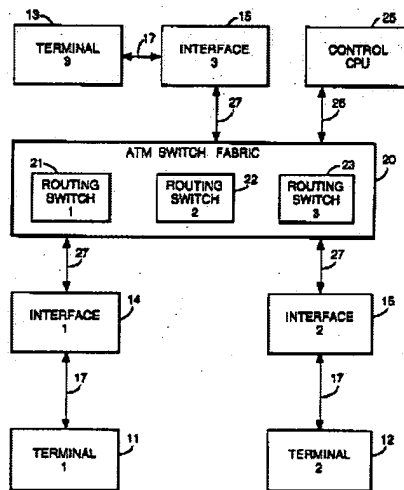 13
15
25
TERMINAL
3
17
INTERFACE
3
CONTROL
CPU
27
26
ATM SWITCH FABRIC
20
21
ROUTING
SWITCH
1
ROUTING
SWITCH
2
22
23
ROUTING
SWITCH
3
27
27
14
INTERFACE
1
15
INTERFACE
2
17
17
11
TERMINAL
1
12
TERMINAL
2